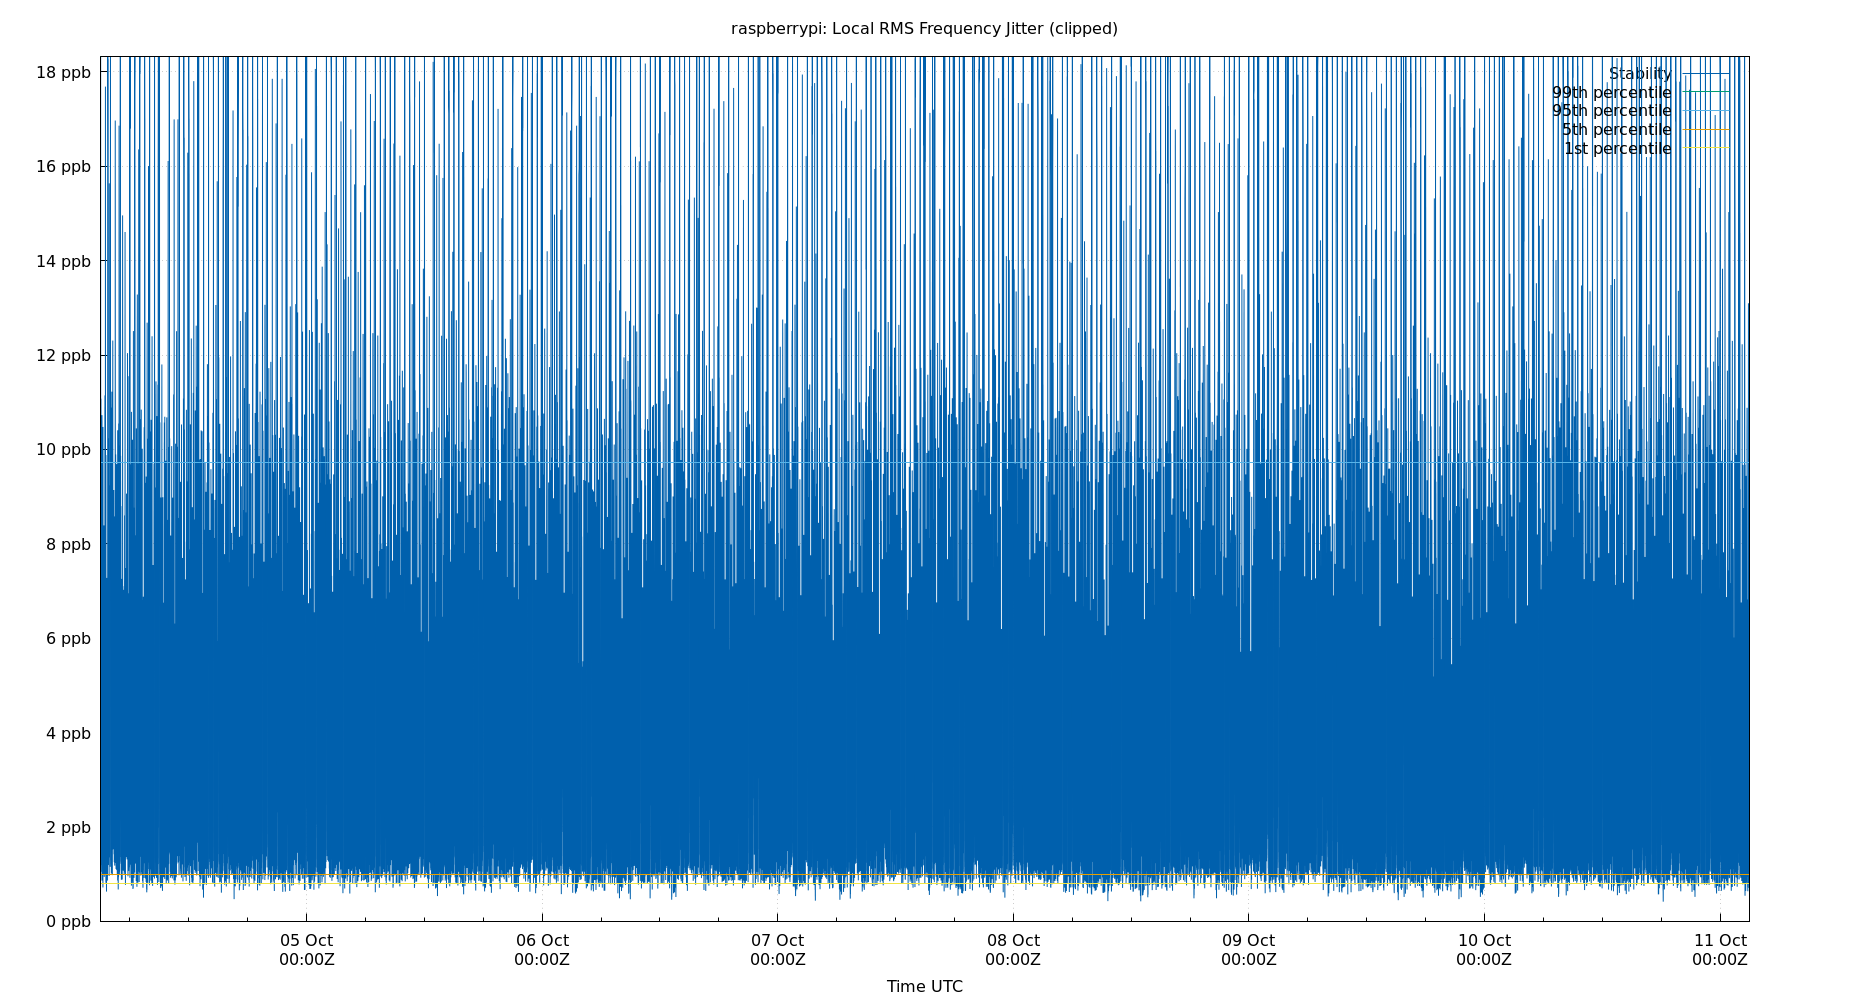 raspberrypi: Local RMS Frequency Jitter (clipped)
18 ppb
16 ppb
14 ppb
12 ppb
10 ppb
8 ppb
6 ppb
4 ppb
2 ppb
0 ppb
Stability
99th percentile
95th percentile
5th percentile
1st percentile
05 Oct 06 Oct 07 Oct 08 Oct 09 Oct 10 Oct 11 Oct
00:00Z 00:00Z 00:00Z 00:00Z 00:00Z 00:00Z 00:00Z
Time UTC